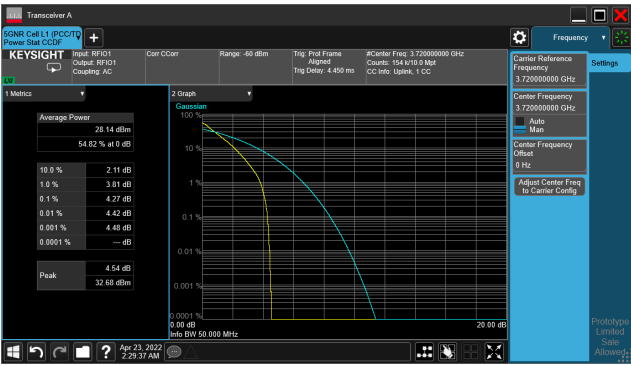 Transceiver A
5GNR Cell L1 (PCC/TD
Power Stat CCDF
Frequency
KEYSIGHT
LXI
Input: RFIO1
Output: RFIO1
Coupling: AC
Corr CCorr
Range: -60 dBm
Trig: Prot Frame
Aligned
Trig Delay: 4.450 ms
#Center Freq: 3.720000000 GHz
Counts: 154 k/10.0 Mpt
CC Info: Uplink, 1 CC
Carrier Reference
Frequency
3.720000000 GHz
Settings
Center Frequency
3.720000000 GHz
Auto
Man
Center Frequency
Offset
0 Hz
Adjust Center Freq
to Carrier Config
1 Metrics
Average Power
28.14 dBm
54.82 % at 0 dB
10.0 % 2.11 dB
1.0 % 3.81 dB
0.1 % 4.27 dB
0.01 % 4.42 dB
0.001 % 4.48 dB
0.0001 % --- dB
Peak
4.54 dB
32.68 dBm
2 Graph
Gaussian
100 %
10 %
1 %
0.1 %
0.01 %
0.001 %
0.0001 %
0.00 dB
20.00 dB
Info BW 50.000 MHz
Apr 23, 2022
2:29:37 AM
Prototype
Limited
Sale
Allowed